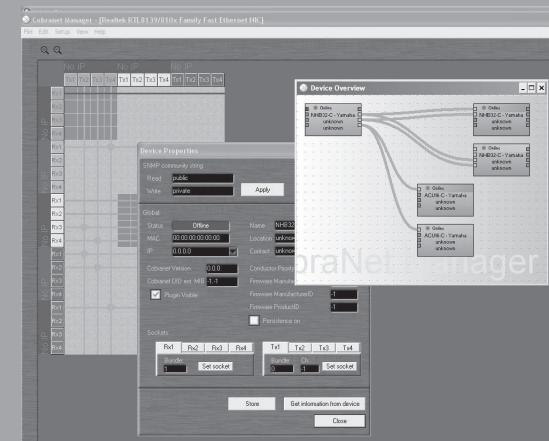 Cobranet Manager - [Realtek RTL8139/810x Family Fast Ethernet NIC]
File Edit Setup View Help
No IP No IP No IP
Tx1 Tx2 Tx3 Tx4 Tx1 Tx2 Tx3 Tx4 Tx1 Tx2 Tx3 Tx4
Rx1
Rx2
Rx3
Rx4
Rx1
Rx2
Rx3
Rx4
Rx1
Rx2
Rx3
Rx4
Rx1
Rx2
Rx3
Rx4
Rx1
Rx2
Rx3
Rx4
Device Overview
Online
NHB32-C - Yamaha
unknown
unknown
Online
NHB32-C - Yamaha
unknown
unknown
Online
NHB32-C - Yamaha
unknown
unknown
Online
ACU16-C - Yamaha
unknown
unknown
Online
ACU16-C - Yamaha
unknown
unknown
Device Properties
SNMP community string
Read public
Write private
Apply
Global
Status Offline Name NHB32
MAC 00:00:00:00:00:00 Location
IP 0.0.0.0 Contact
Cobranet Version 0.0.0 Conductor Priority
Cobranet OID ent. MIB -1.-1
Plugin Visible Firmware ManufacturerID -1
Firmware ProductID -1
Persistence on
Sockets
Rx1 Rx2 Rx3 Rx4 Tx1 Tx2 Tx3 Tx4
Bundle Bundle Ch.
1 Set socket 0 -1 Set socket
Store Get information from device
Close